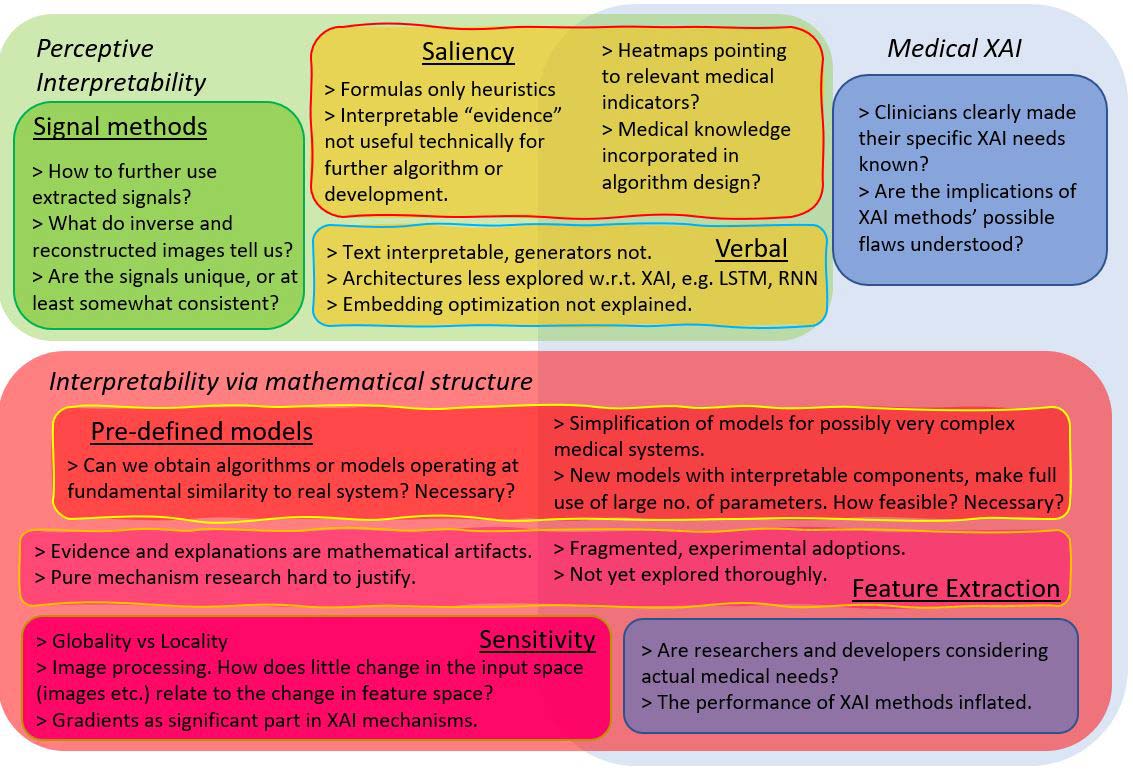 Perceptive
Interpretability
Signal methods
> How to further use
extracted signals?
> What do inverse and
reconstructed images tell us?
> Are the signals unique, or at
least somewhat consistent?
Saliency
> Formulas only heuristics
> Interpretable “evidence”
not useful technically for
further algorithm or
development.
> Heatmaps pointing
to relevant medical
indicators?
> Medical knowledge
incorporated in
algorithm design?
Verbal
> Text interpretable, generators not.
> Architectures less explored w.r.t. XAI, e.g. LSTM, RNN
> Embedding optimization not explained.
Medical XAI
> Clinicians clearly made
their specific XAI needs
known?
> Are the implications of
XAI methods’ possible
flaws understood?
Interpretability via mathematical structure
Pre-defined models
> Can we obtain algorithms or models operating at
fundamental similarity to real system? Necessary?
> Simplification of models for possibly very complex
medical systems.
> New models with interpretable components, make full
use of large no. of parameters. How feasible? Necessary?
> Evidence and explanations are mathematical artifacts.
> Pure mechanism research hard to justify.
> Fragmented, experimental adoptions.
> Not yet explored thoroughly.
Feature Extraction
Sensitivity
> Globality vs Locality
> Image processing. How does little change in the input space
(images etc.) relate to the change in feature space?
> Gradients as significant part in XAI mechanisms.
> Are researchers and developers considering
actual medical needs?
> The performance of XAI methods inflated.